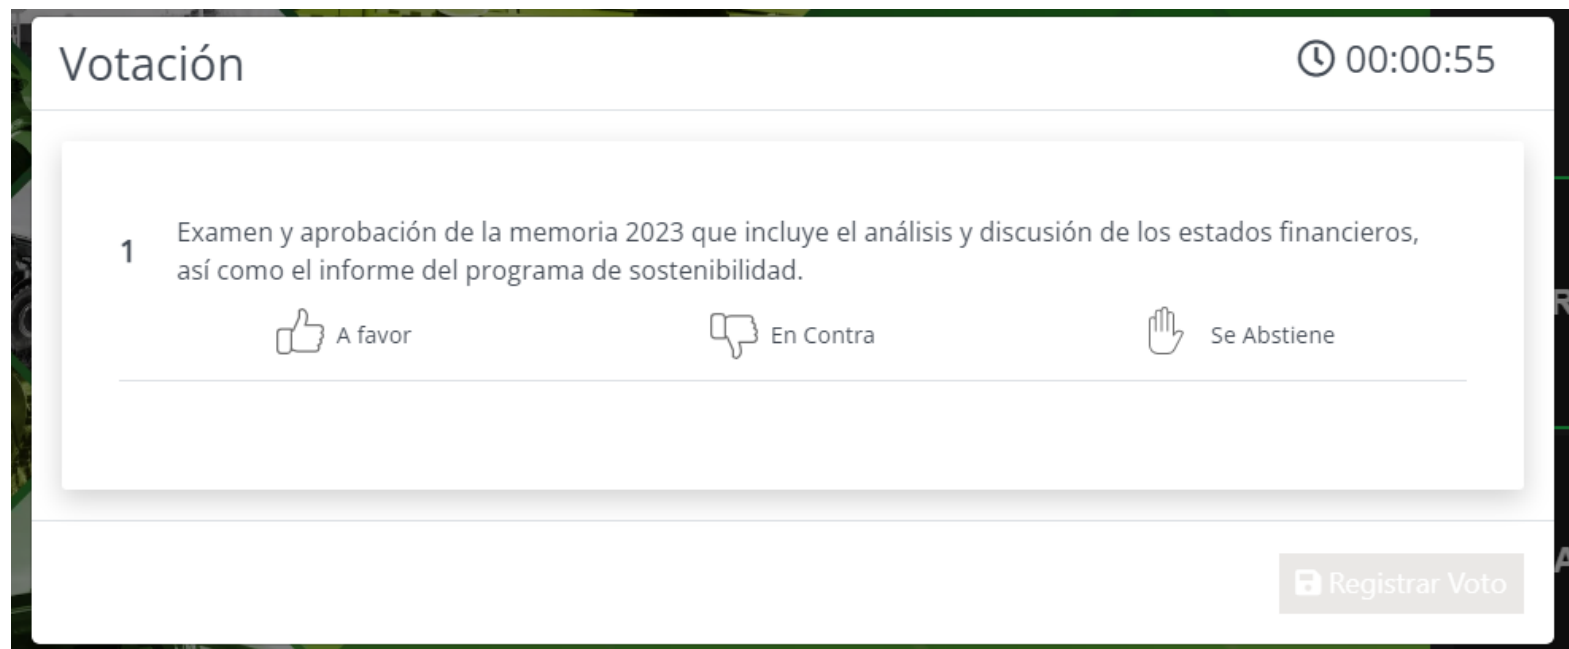 Votación
00:00:55
1
Examen y aprobación de la memoria 2023 que incluye el análisis y discusión de los estados financieros,
así como el informe del programa de sostenibilidad.
A favor
En Contra
Se Abstiene
Registrar Voto